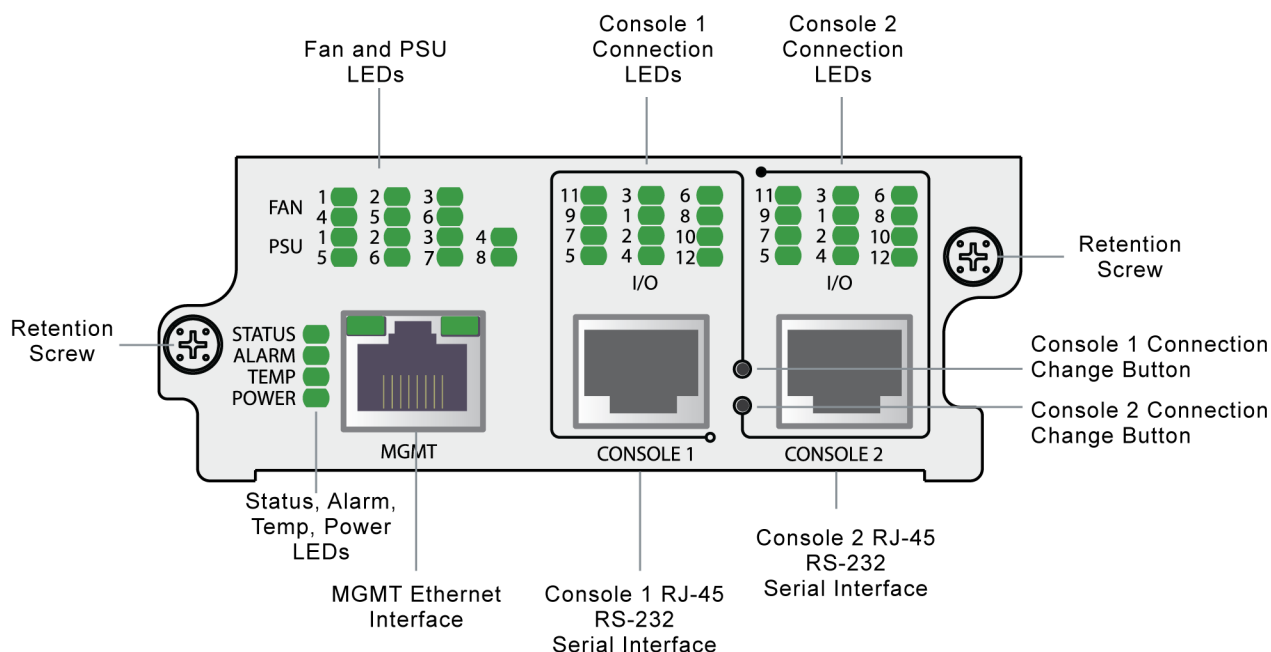 Fan and PSU
LEDs
Console 1
Connection
LEDs
Console 2
Connection
LEDs
FAN
1 2 3
4 5 6
PSU
1 2 3 4
5 6 7 8
11 3 6
9 1 8
7 2 10
5 4 12
I/O
11 3 6
9 1 8
7 2 10
5 4 12
I/O
Retention
Screw
Retention
Screw
STATUS
ALARM
TEMP
POWER
MGMT
CONSOLE 1
CONSOLE 2
Console 1 Connection
Change Button
Console 2 Connection
Change Button
Status, Alarm,
Temp, Power
LEDs
MGMT Ethernet
Interface
Console 1 RJ-45
RS-232
Serial Interface
Console 2 RJ-45
RS-232
Serial Interface